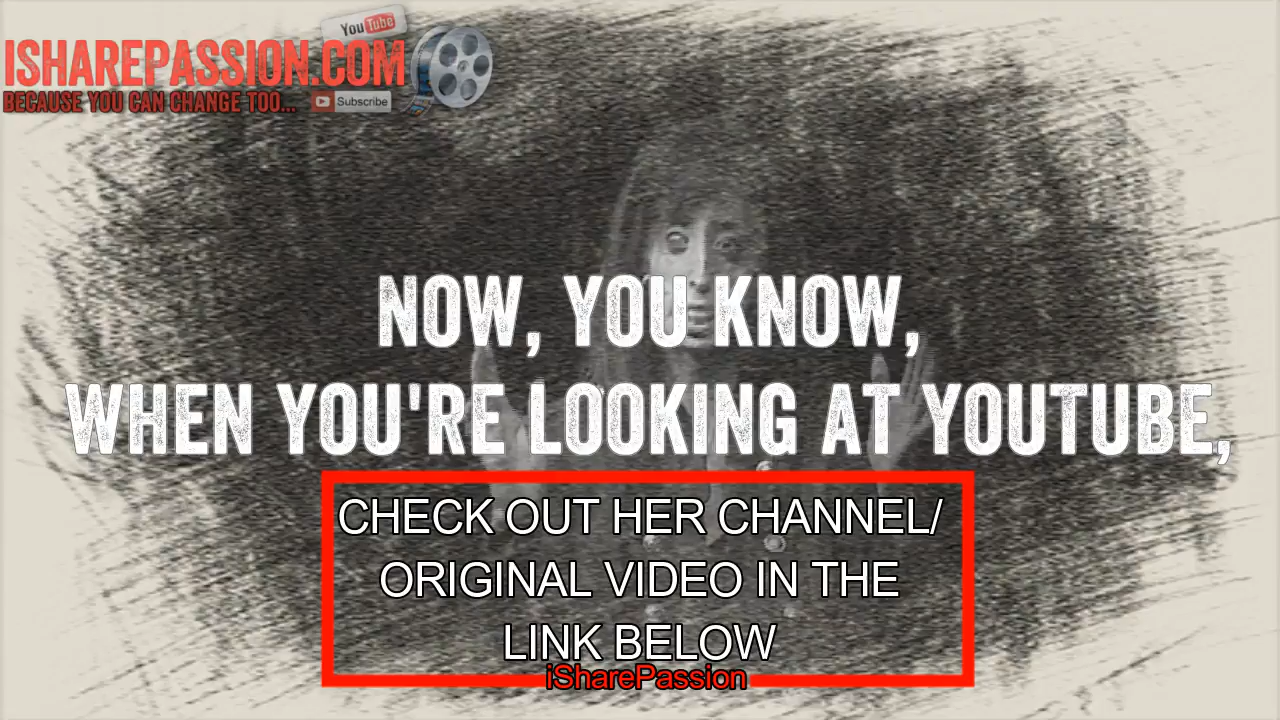 YouTube
ISHAREPASSION.COM
BECAUSE YOU CAN CHANGE TOO...
Subscribe
NOW, YOU KNOW,
WHEN YOU'RE LOOKING AT YOUTUBE,
CHECK OUT HER CHANNEL/
ORIGINAL VIDEO IN THE
LINK BELOW
iSharePassion